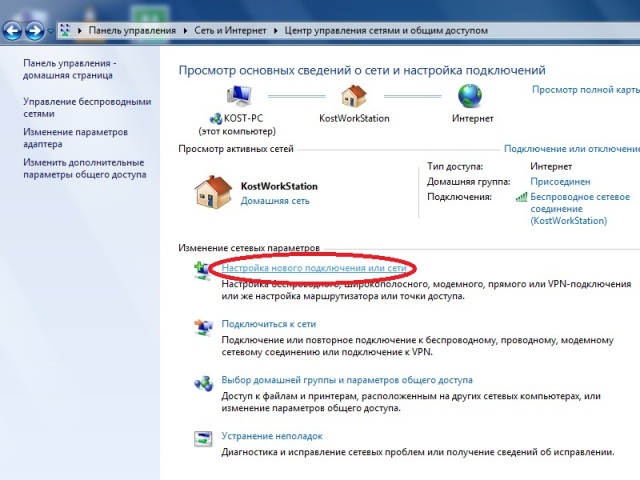 Панель управления ▸ Сеть и Интернет ▸ Центр управления сетями и общим доступом
Панель управления -
домашняя страница
Управление беспроводными
сетями
Изменение параметров
адаптера
Изменить дополнительные
параметры общего доступа
Просмотр основных сведений о сети и настройка подключений
Просмотр полной карты
KOST-PC
(этот компьютер)
KostWorkStation
Интернет
Просмотр активных сетей
Подключение или отключение
KostWorkStation
Домашняя сеть
Тип доступа: Интернет
Домашняя группа: Присоединен
Подключения: Беспроводное сетевое
соединение
(KostWorkStation)
Изменение сетевых параметров
Настройка нового подключения или сети
Настройка беспроводного, широкополосного, модемного, прямого или VPN-подключения
или же настройка маршрутизатора или точки доступа.
Подключиться к сети
Подключение или повторное подключение к беспроводному, проводному, модемному
сетевому соединению или подключение к VPN.
Выбор домашней группы и параметров общего доступа
Доступ к файлам и принтерам, расположенным на других сетевых компьютерах, или
изменение параметров общего доступа.
Устранение неполадок
Диагностика и исправление сетевых проблем или получение сведений об исправлении.